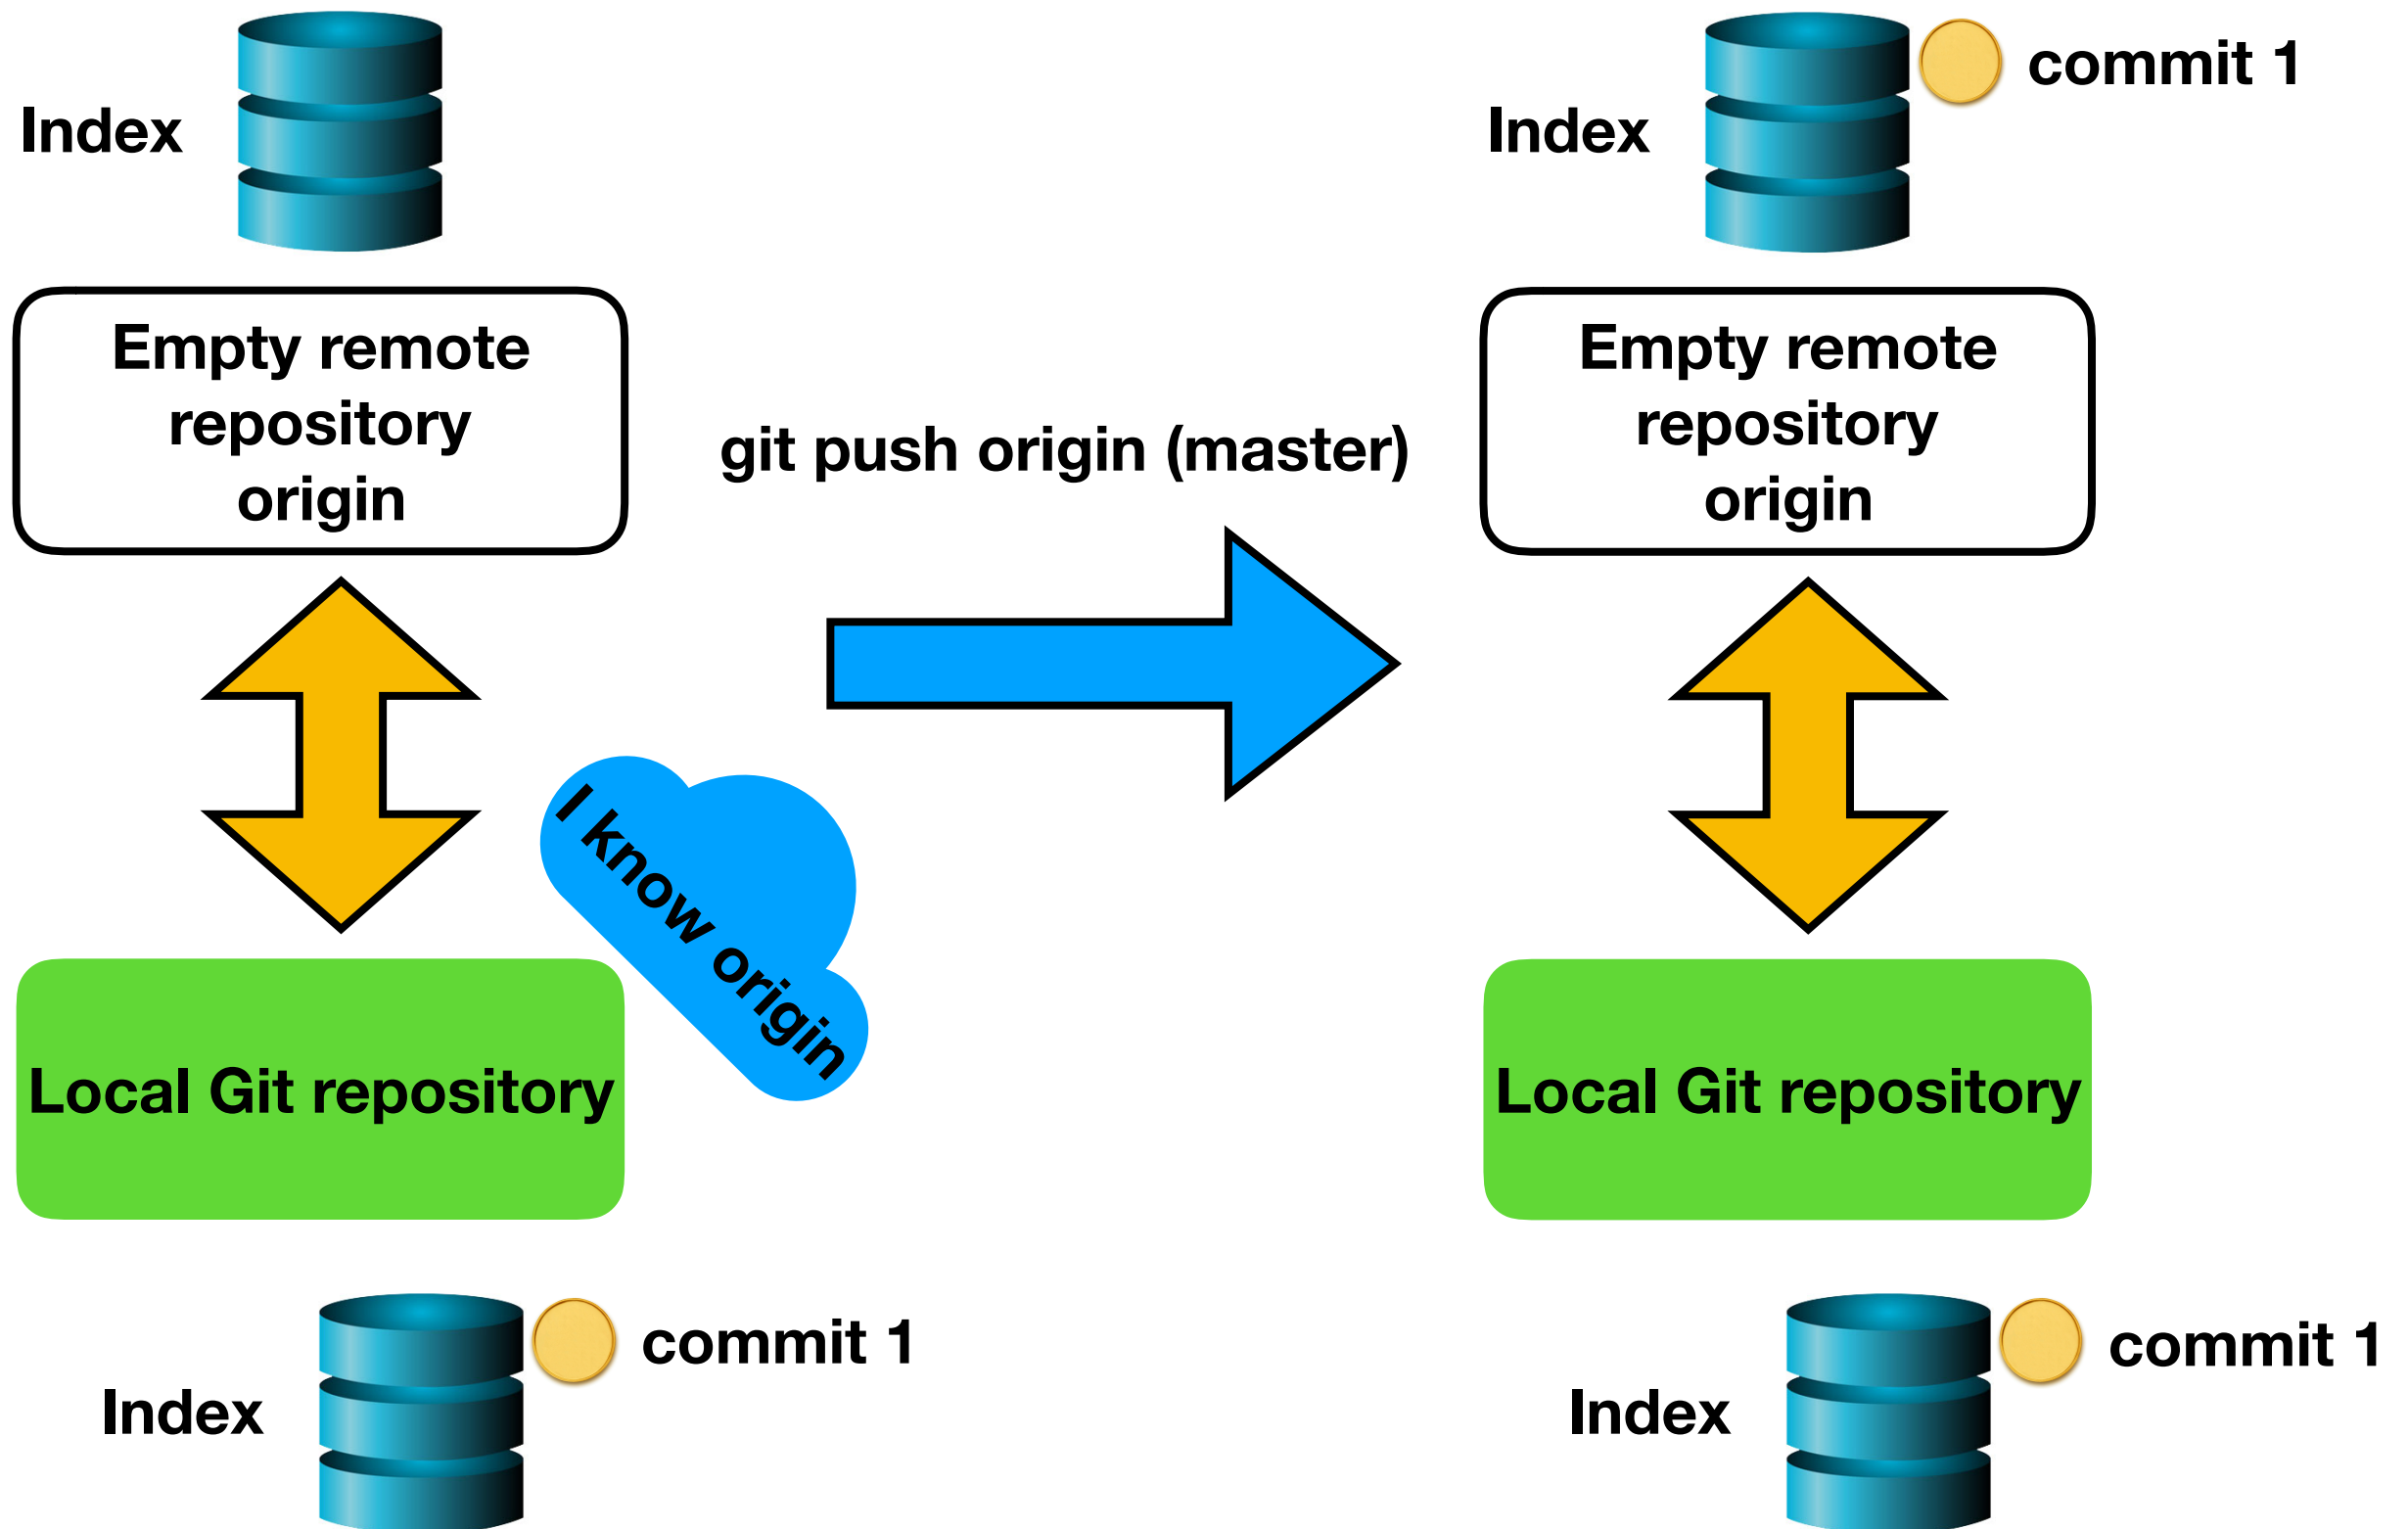 Index
Empty remote
repository
origin
I know origin
Local Git repository
commit 1
Index
git push origin (master)
commit 1
Index
Empty remote
repository
origin
Local Git repository
commit 1
Index